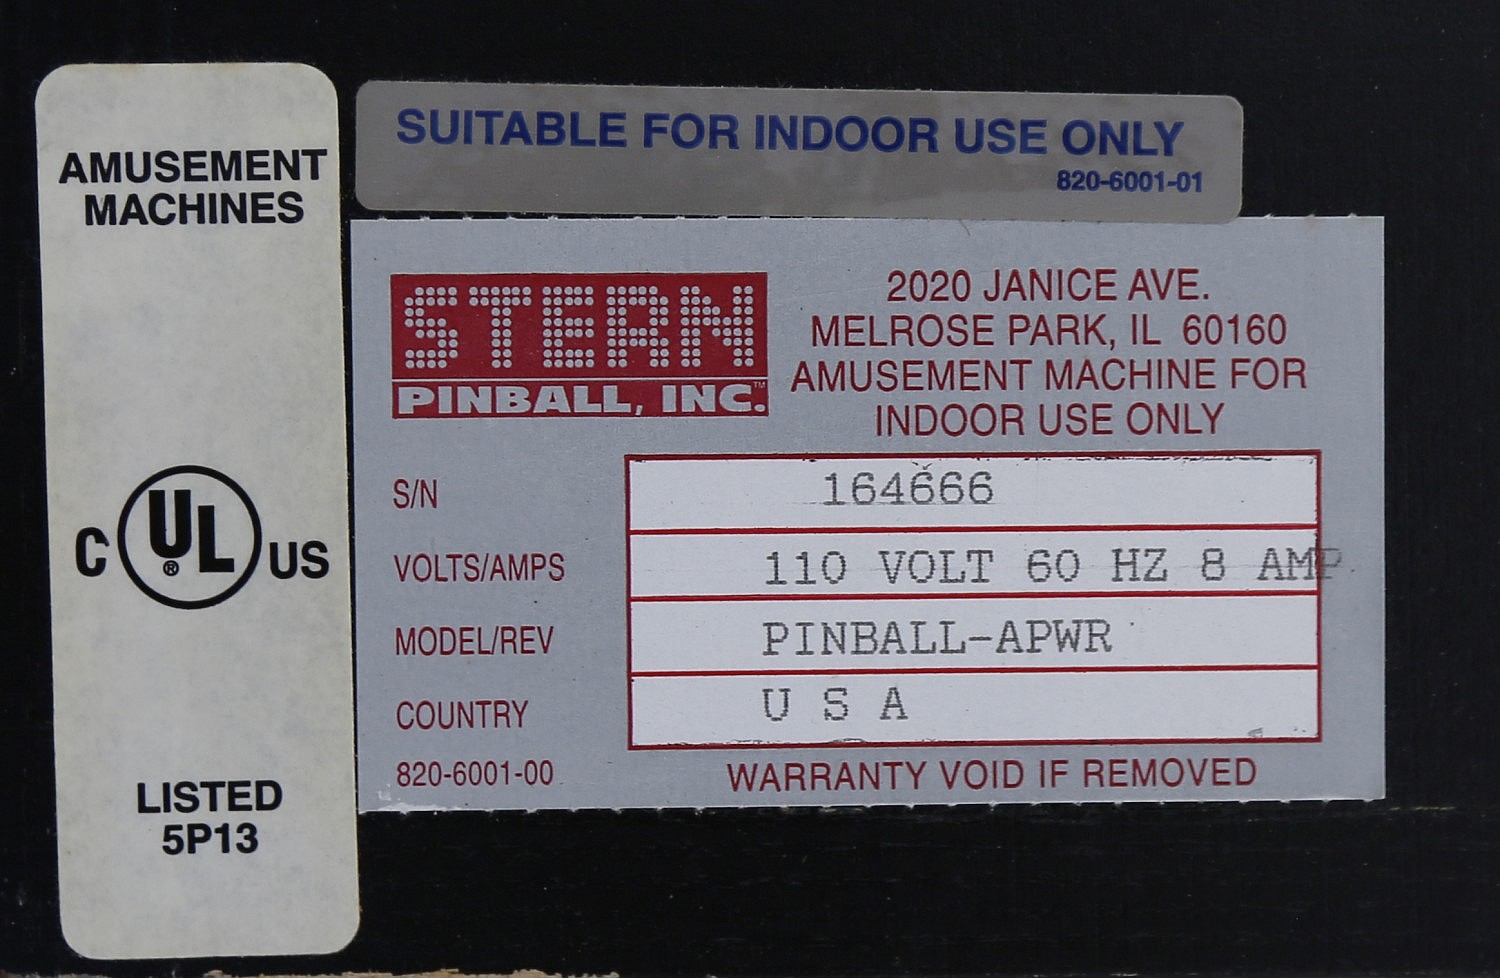 AMUSEMENT
MACHINES
C UL® US
LISTED
5P13
SUITABLE FOR INDOOR USE ONLY
820-6001-01
STERN
PINBALL, INC.™
2020 JANICE AVE.
MELROSE PARK, IL 60160
AMUSEMENT MACHINE FOR
INDOOR USE ONLY
S/N 164666
VOLTS/AMPS 110 VOLT 60 HZ 8 AMP
MODEL/REV PINBALL-APWR
COUNTRY U S A
820-6001-00 WARRANTY VOID IF REMOVED